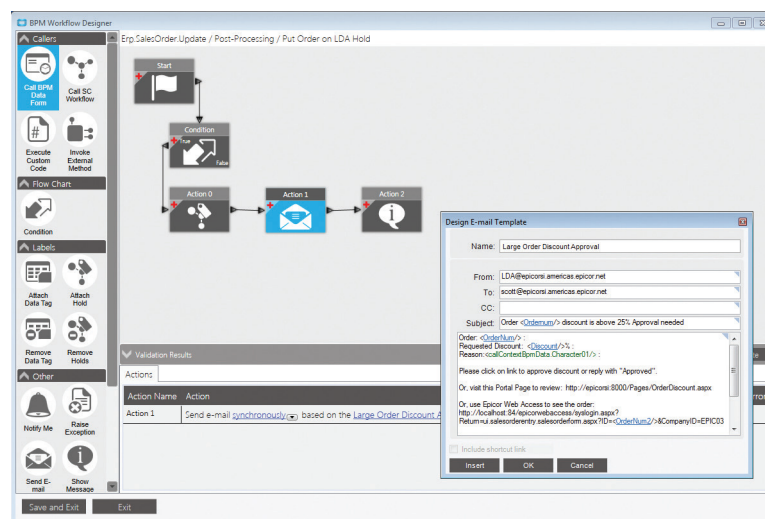 BPM Workflow Designer
Callers
Erp.SalesOrder.Update / Post-Processing / Put Order on LDA Hold
Call BPM Data Form
Call SC Workflow
Execute Custom Code
Invoke External Method
Flow Chart
Condition
Labels
Attach Data Tag
Attach Hold
Remove Data Tag
Remove Holds
Other
Notify Me
Raise Exception
Send E-mail
Show Message
Start
Condition
True
False
Action 0
Action 1
Action 2
Validation Results
Actions
Action Name
Action
Action 1
Send e-mail synchronously based on the Large Order Discount A
Design E-mail Template
Name: Large Order Discount Approval
From: LDA@epicorsi.americas.epicor.net
To: scott@epicorsi.americas.epicor.net
CC:
Subject: Order <Ordernum/> discount is above 25% Approval needed
Order: <OrderNum/> :
Requested Discount: <Discount/>% :
Reason:<callContextBpmData.Character01/> :
Please click on link to approve discount or reply with "Approved".
Or, visit this Portal Page to review: http://epicorsi:8000/Pages/OrderDiscount.aspx
Or, use Epicor Web Access to see the order:
http://localhost:84/epicorwebaccess/syslogin.aspx?
Return=ui.salesorderentry.salesorderform.aspx?ID=<OrderNum2/>&CompanyID=EPIC03
Include shortcut link
Insert
OK
Cancel
Save and Exit
Exit